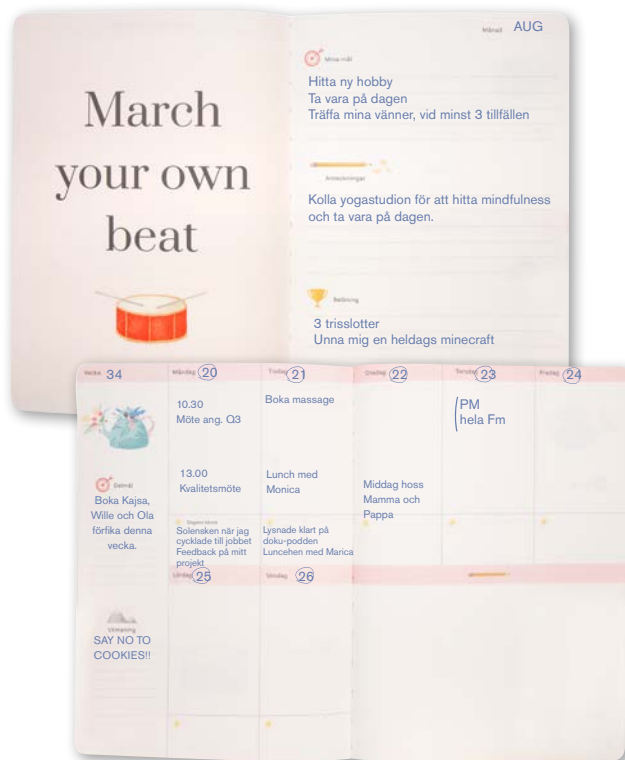 March
your own
beat
Månad AUG
Mina mål
Hitta ny hobby
Ta vara på dagen
Träffa mina vänner, vid minst 3 tillfällen
Anteckningar
Kolla yogastudion för att hitta mindfulness
och ta vara på dagen.
Belöning
3 trisslotter
Unna mig en heldags minecraft
Vecka 34
Delmål
Boka Kajsa,
Wille och Ola
förfika denna
vecka.
Utmaning
SAY NO TO
COOKIES!!
Måndag 20
10.30
Möte ang. Q3
13.00
Kvalitetsmöte
Dagens stjärna
Solensken när jag
cycklade till jobbet
Feedback på mitt
projekt
Tisdag 21
Boka massage
Lunch med
Monica
Lysnade klart på
doku-podden
Luncehen med Marica
Onsdag 22
Middag hoss
Mamma och
Pappa
Torsdag 23
PM
hela Fm
Fredag 24
Lördag 25
Söndag 26